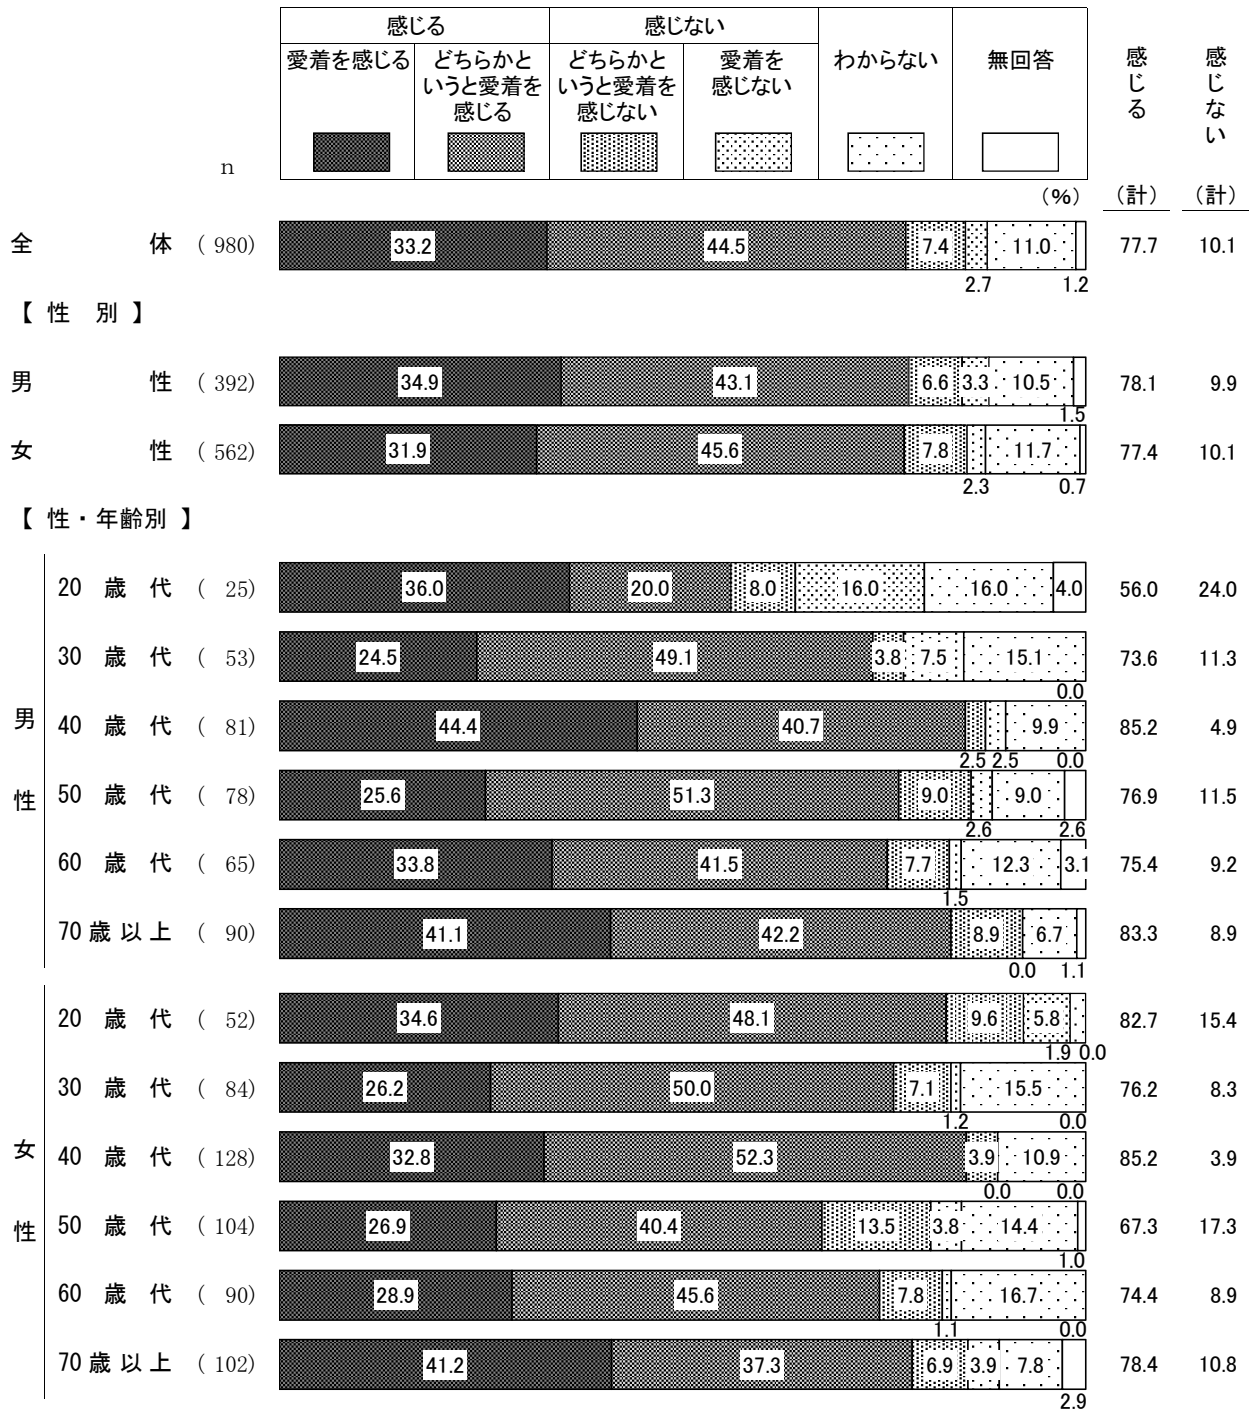 感じる 感じない
愛着を感じる どちらかと どちらかと 愛着を わからない 無回答 感じる 感じない
いうと愛着を いうと愛着を 感じない
感じる 感じない
n
(%) (計) (計)
全体 ( 980) 33.2 44.5 7.4 11.0 77.7 10.1
2.7 1.2
【 性 別 】
男性 ( 392) 34.9 43.1 6.6 3.3 10.5 78.1 9.9
1.5
女性 ( 562) 31.9 45.6 7.8 11.7 77.4 10.1
2.3 0.7
【 性・年齢別 】
男性
20 歳代 ( 25) 36.0 20.0 8.0 16.0 16.0 4.0 56.0 24.0
30 歳代 ( 53) 24.5 49.1 3.8 7.5 15.1 73.6 11.3
0.0
40 歳代 ( 81) 44.4 40.7 9.9 85.2 4.9
2.5 2.5 0.0
50 歳代 ( 78) 25.6 51.3 9.0 9.0 76.9 11.5
2.6 2.6
60 歳代 ( 65) 33.8 41.5 7.7 12.3 3.1 75.4 9.2
1.5
70歳以上 ( 90) 41.1 42.2 8.9 6.7 83.3 8.9
0.0 1.1
女性
20 歳代 ( 52) 34.6 48.1 9.6 5.8 82.7 15.4
1.9 0.0
30 歳代 ( 84) 26.2 50.0 7.1 15.5 76.2 8.3
1.2 0.0
40 歳代 ( 128) 32.8 52.3 3.9 10.9 85.2 3.9
0.0 0.0
50 歳代 ( 104) 26.9 40.4 13.5 3.8 14.4 67.3 17.3
1.0
60 歳代 ( 90) 28.9 45.6 7.8 16.7 74.4 8.9
1.1 0.0
70歳以上 ( 102) 41.2 37.3 6.9 3.9 7.8 78.4 10.8
2.9